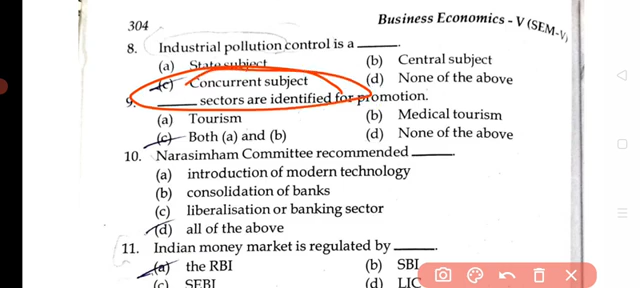 304
Business Economics - V (SEM-V)
8. Industrial pollution control is a ______.
(a) State subject (b) Central subject
(c) Concurrent subject (d) None of the above
9. ______ sectors are identified for promotion.
(a) Tourism (b) Medical tourism
(c) Both (a) and (b) (d) None of the above
10. Narasimham Committee recommended ______.
(a) introduction of modern technology
(b) consolidation of banks
(c) liberalisation or banking sector
(d) all of the above
11. Indian money market is regulated by ______.
(a) the RBI (b) SBI
(c) SEBI (d) LIC